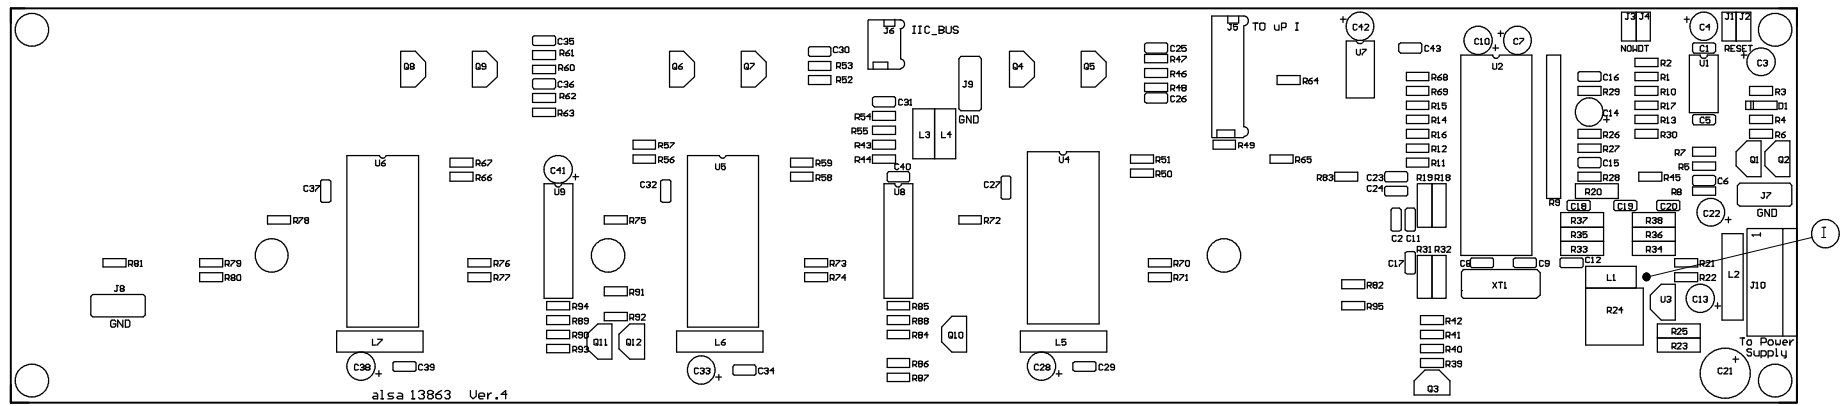 J6 IIC_BUS J5 TO uP I C42 J3 J4 C4 J1 J2
C35 C30 C25 U7 C43 C10 C7 NOWDT C1 RESET
R61 R53 R47 U2 R2 U1 C3
Q8 Q9 R60 Q6 Q7 R52 Q4 Q5 R46 R64 R68 C16 R1
C36 J9 R48 R69 R29 R10 R3
R62 C31 C26 R15 C14 R17 D1
R63 R54 L3 L4 GND R14 R13 C5 R4
R55 R16 R26 R30 R6
R57 R43 R49 R12 R27 R7
U6 R67 R56 U5 R59 R44 U4 R51 R65 R11 C15 R5 Q1 Q2
R66 C41 R58 C40 R50 R83 C23 R19 R18 R28 R45 C6
C37 U9 C32 U8 C27 C24 R20 R8 J7
R9 C18 C19 C20 C22 GND
R78 R75 R72 R37 R38
C2 C11 R35 R36 I
R31 R32 R33 R34 1
R81 R79 R76 R73 R70 C17 C8 C9 C12 R21
R80 R77 R74 R71 R82 XT1 L1 R22 L2 J10
J8 R91 U3 C13
GND R94 R85 R95 R24
R89 R92 R88 R42 R25
L7 R90 Q11 Q12 L6 R84 Q10 L5 R41 R23 To Power
R93 R40 Supply
C38 C39 C33 C34 R86 C28 C29 R39 C21
R87 Q3
alsa 13863 Ver.4